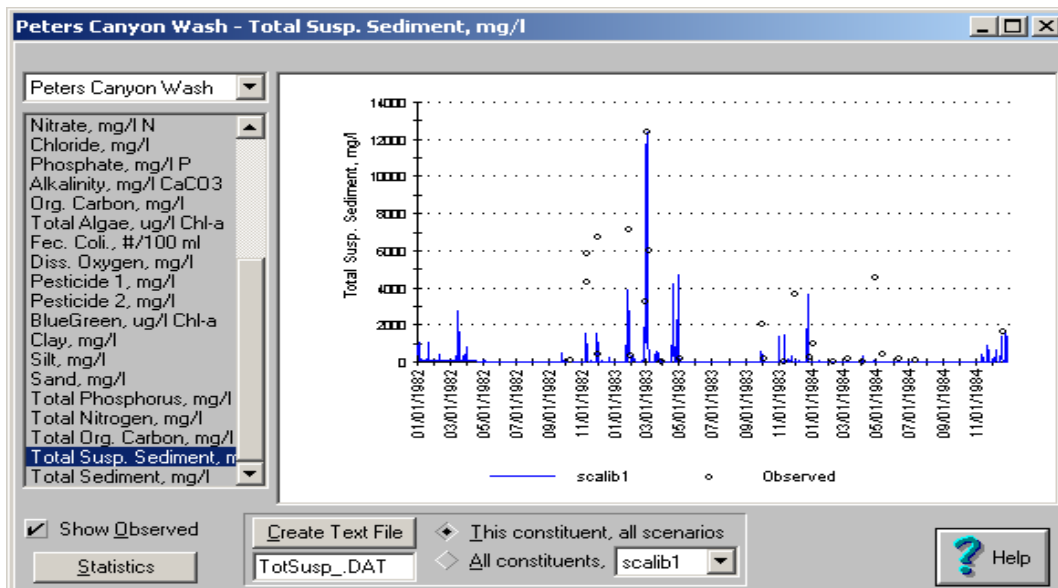 Peters Canyon Wash - Total Susp. Sediment, mg/l
Peters Canyon Wash
Nitrate, mg/l N
Chloride, mg/l
Phosphate, mg/l P
Alkalinity, mg/l CaCO3
Org. Carbon, mg/l
Total Algae, ug/l Chl-a
Fec. Coli., #/100 ml
Diss. Oxygen, mg/l
Pesticide 1, mg/l
Pesticide 2, mg/l
BlueGreen, ug/l Chl-a
Clay, mg/l
Silt, mg/l
Sand, mg/l
Total Phosphorus, mg/l
Total Nitrogen, mg/l
Total Org. Carbon, mg/l
Total Susp. Sediment, m
Total Sediment, mg/l
Total Susp. Sediment, mg/l
14000
12000
10000
8000
6000
4000
2000
0
01/01/1982
03/01/1982
05/01/1982
07/01/1982
09/01/1982
11/01/1982
01/01/1983
03/01/1983
05/01/1983
07/01/1983
09/01/1983
11/01/1983
01/01/1984
03/01/1984
05/01/1984
07/01/1984
09/01/1984
11/01/1984
scalib1
Observed
Show Observed
Statistics
Create Text File
TotSusp_.DAT
This constituent, all scenarios
All constituents,
scalib1
Help